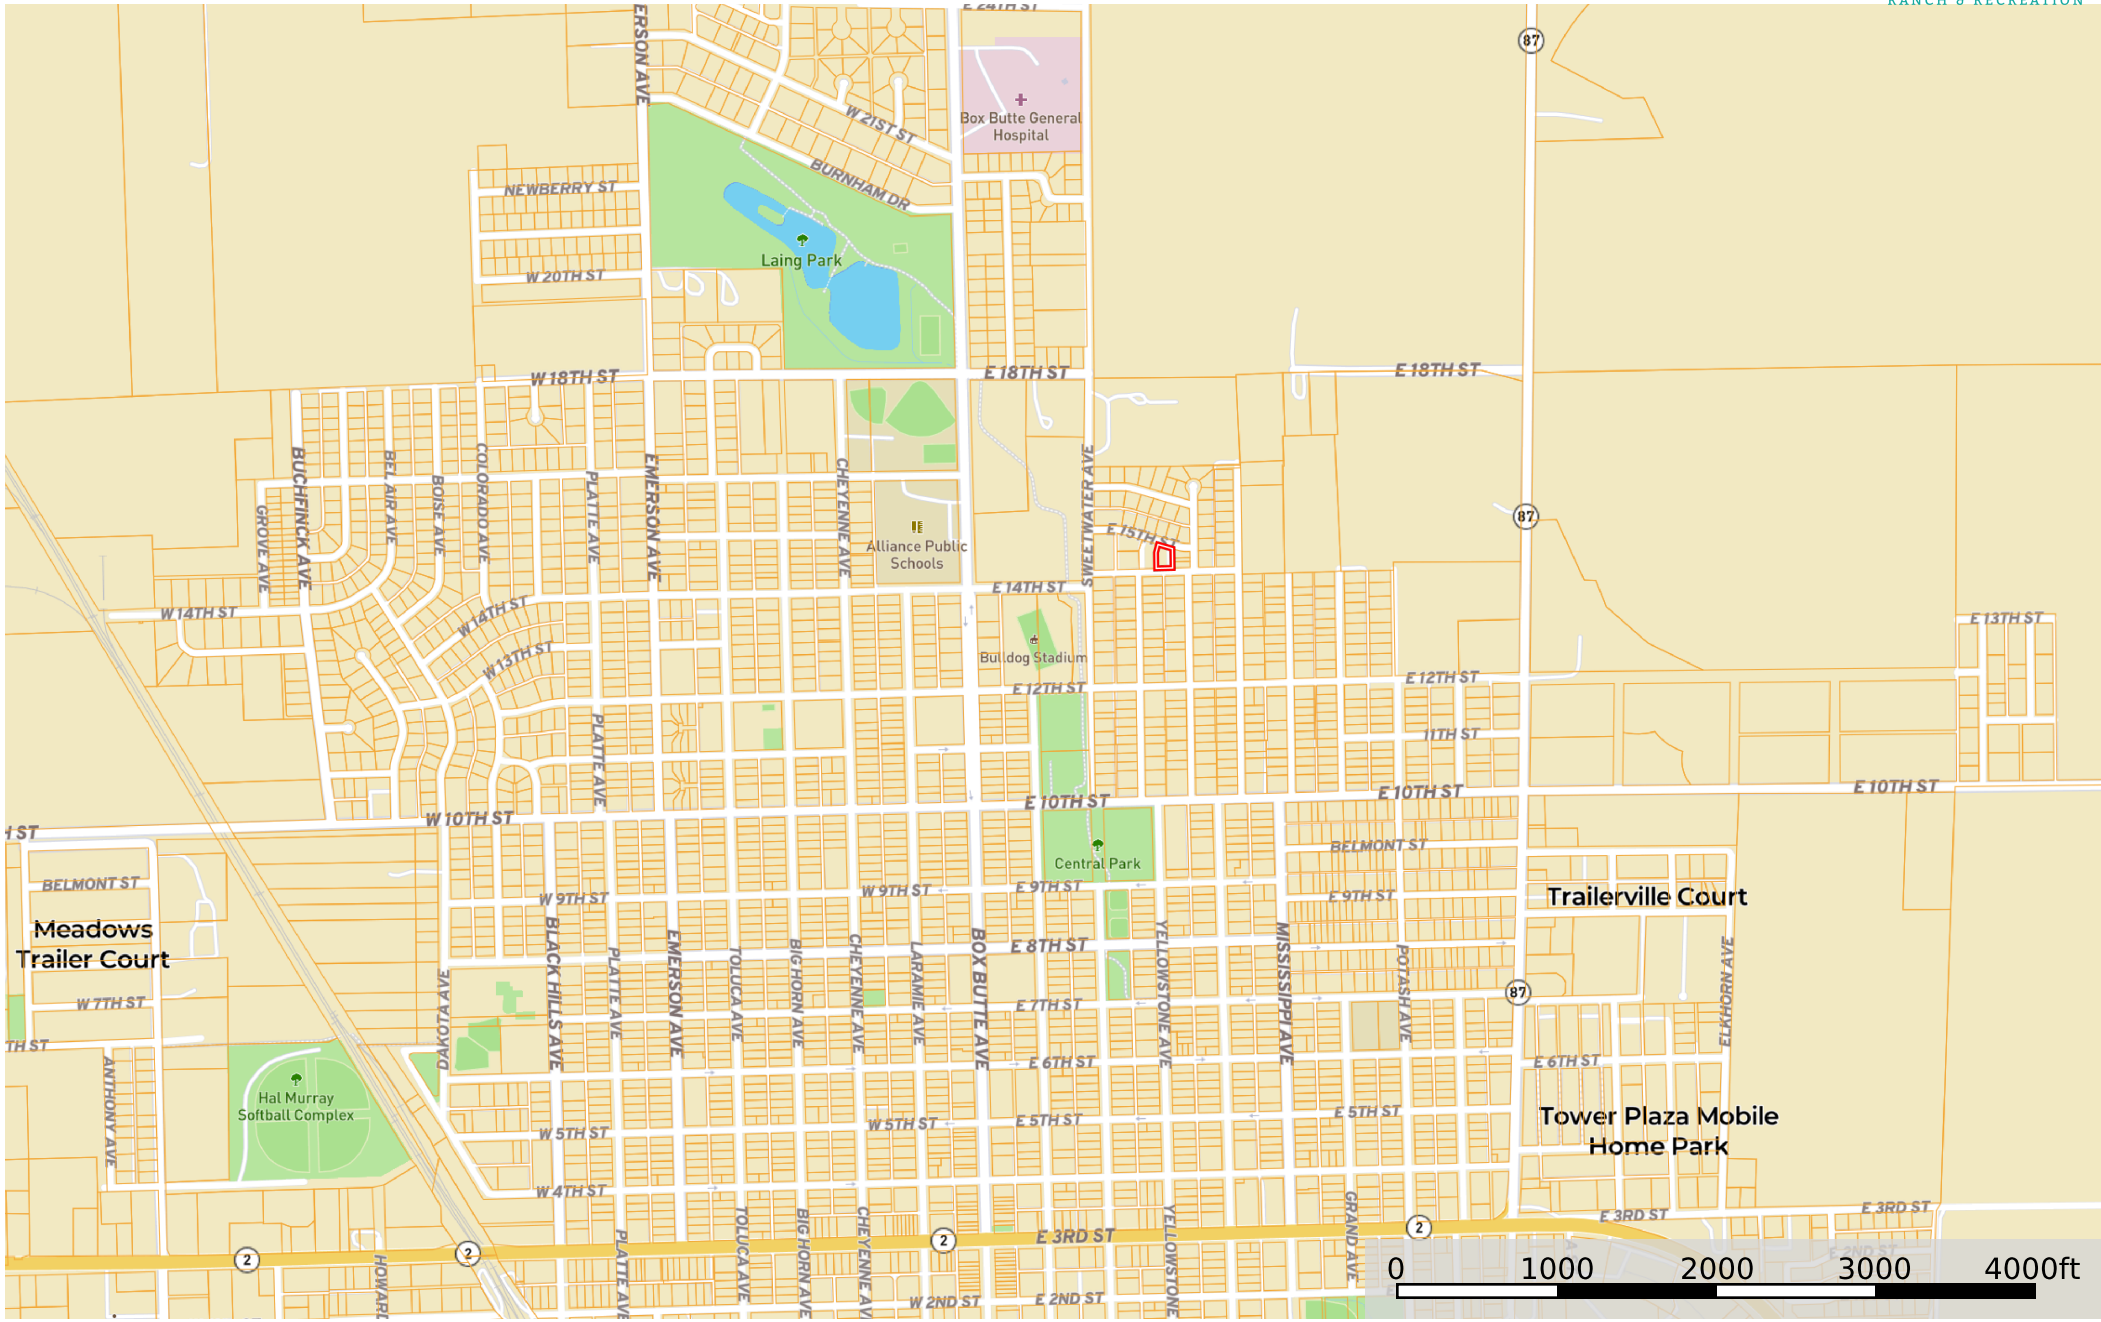 RANCH & RECREATION
E 24TH ST
ERSON AVE
87
W 21ST ST
Box Butte General
Hospital
BURNHAM DR
NEWBERRY ST
Laing Park
W 20TH ST
W 18TH ST
E 18TH ST
E 18TH ST
BUCHFINCK AVE
BEL AIR AVE
BOISE AVE
COLORADO AVE
PLATTE AVE
EMERSON AVE
CHEYENNE AVE
SWEETWATER AVE
GROVE AVE
87
E 15TH ST
Alliance Public
Schools
E 14TH ST
W 14TH ST
W 14TH ST
E 13TH ST
W 13TH ST
Bulldog Stadium
E 12TH ST
E 12TH ST
PLATTE AVE
11TH ST
E 10TH ST
E 10TH ST
E 10TH ST
W 10TH ST
H ST
BELMONT ST
Central Park
BELMONT ST
W 9TH ST
W 9TH ST
E 9TH ST
E 9TH ST
Trailerville Court
Meadows
Trailer Court
E 8TH ST
BLACK HILLS AVE
PLATTE AVE
EMERSON AVE
TOLUCA AVE
BIG HORN AVE
CHEYENNE AVE
LARAMIE AVE
BOX BUTTE AVE
YELLOWSTONE AVE
MISSISSIPPI AVE
POTASH AVE
ELKHORN AVE
DAKOTA AVE
87
W 7TH ST
E 7TH ST
TH ST
E 6TH ST
E 6TH ST
ANTHONY AVE
Hal Murray
Softball Complex
W 5TH ST
W 5TH ST
E 5TH ST
E 5TH ST
Tower Plaza Mobile
Home Park
W 4TH ST
PLATTE AVE
TOLUCA AVE
BIG HORN AVE
CHEYENNE AV
YELLOWSTONE
GRAND AVE
E 3RD ST
E 3RD ST
E 3RD ST
2
2
2
2
HOWARD
E 2ND ST
W 2ND ST
E 2ND ST
0 1000 2000 3000 4000ft